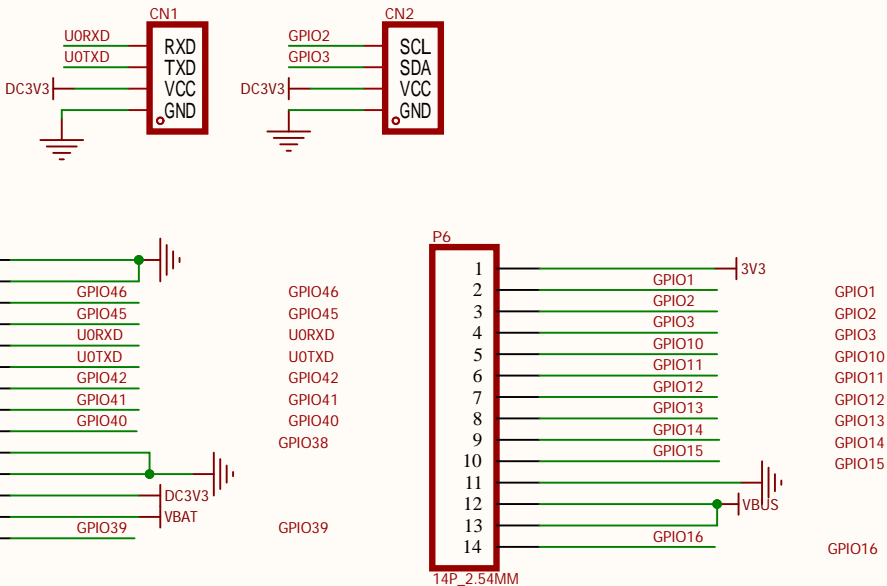 CN1
U0RXD RXD
U0TXD TXD
DC3V3 VCC
GND
CN2
GPIO2 SCL
GPIO3 SDA
DC3V3 VCC
GND
GPIO46 GPIO46
GPIO45 GPIO45
U0RXD U0RXD
U0TXD U0TXD
GPIO42 GPIO42
GPIO41 GPIO41
GPIO40 GPIO40
GPIO38
DC3V3
VBAT
GPIO39 GPIO39
P6
1 3V3
2 GPIO1 GPIO1
3 GPIO2 GPIO2
4 GPIO3 GPIO3
5 GPIO10 GPIO10
6 GPIO11 GPIO11
7 GPIO12 GPIO12
8 GPIO13 GPIO13
9 GPIO14 GPIO14
10 GPIO15 GPIO15
11
12 VBUS
13
14 GPIO16 GPIO16
14P_2.54MM